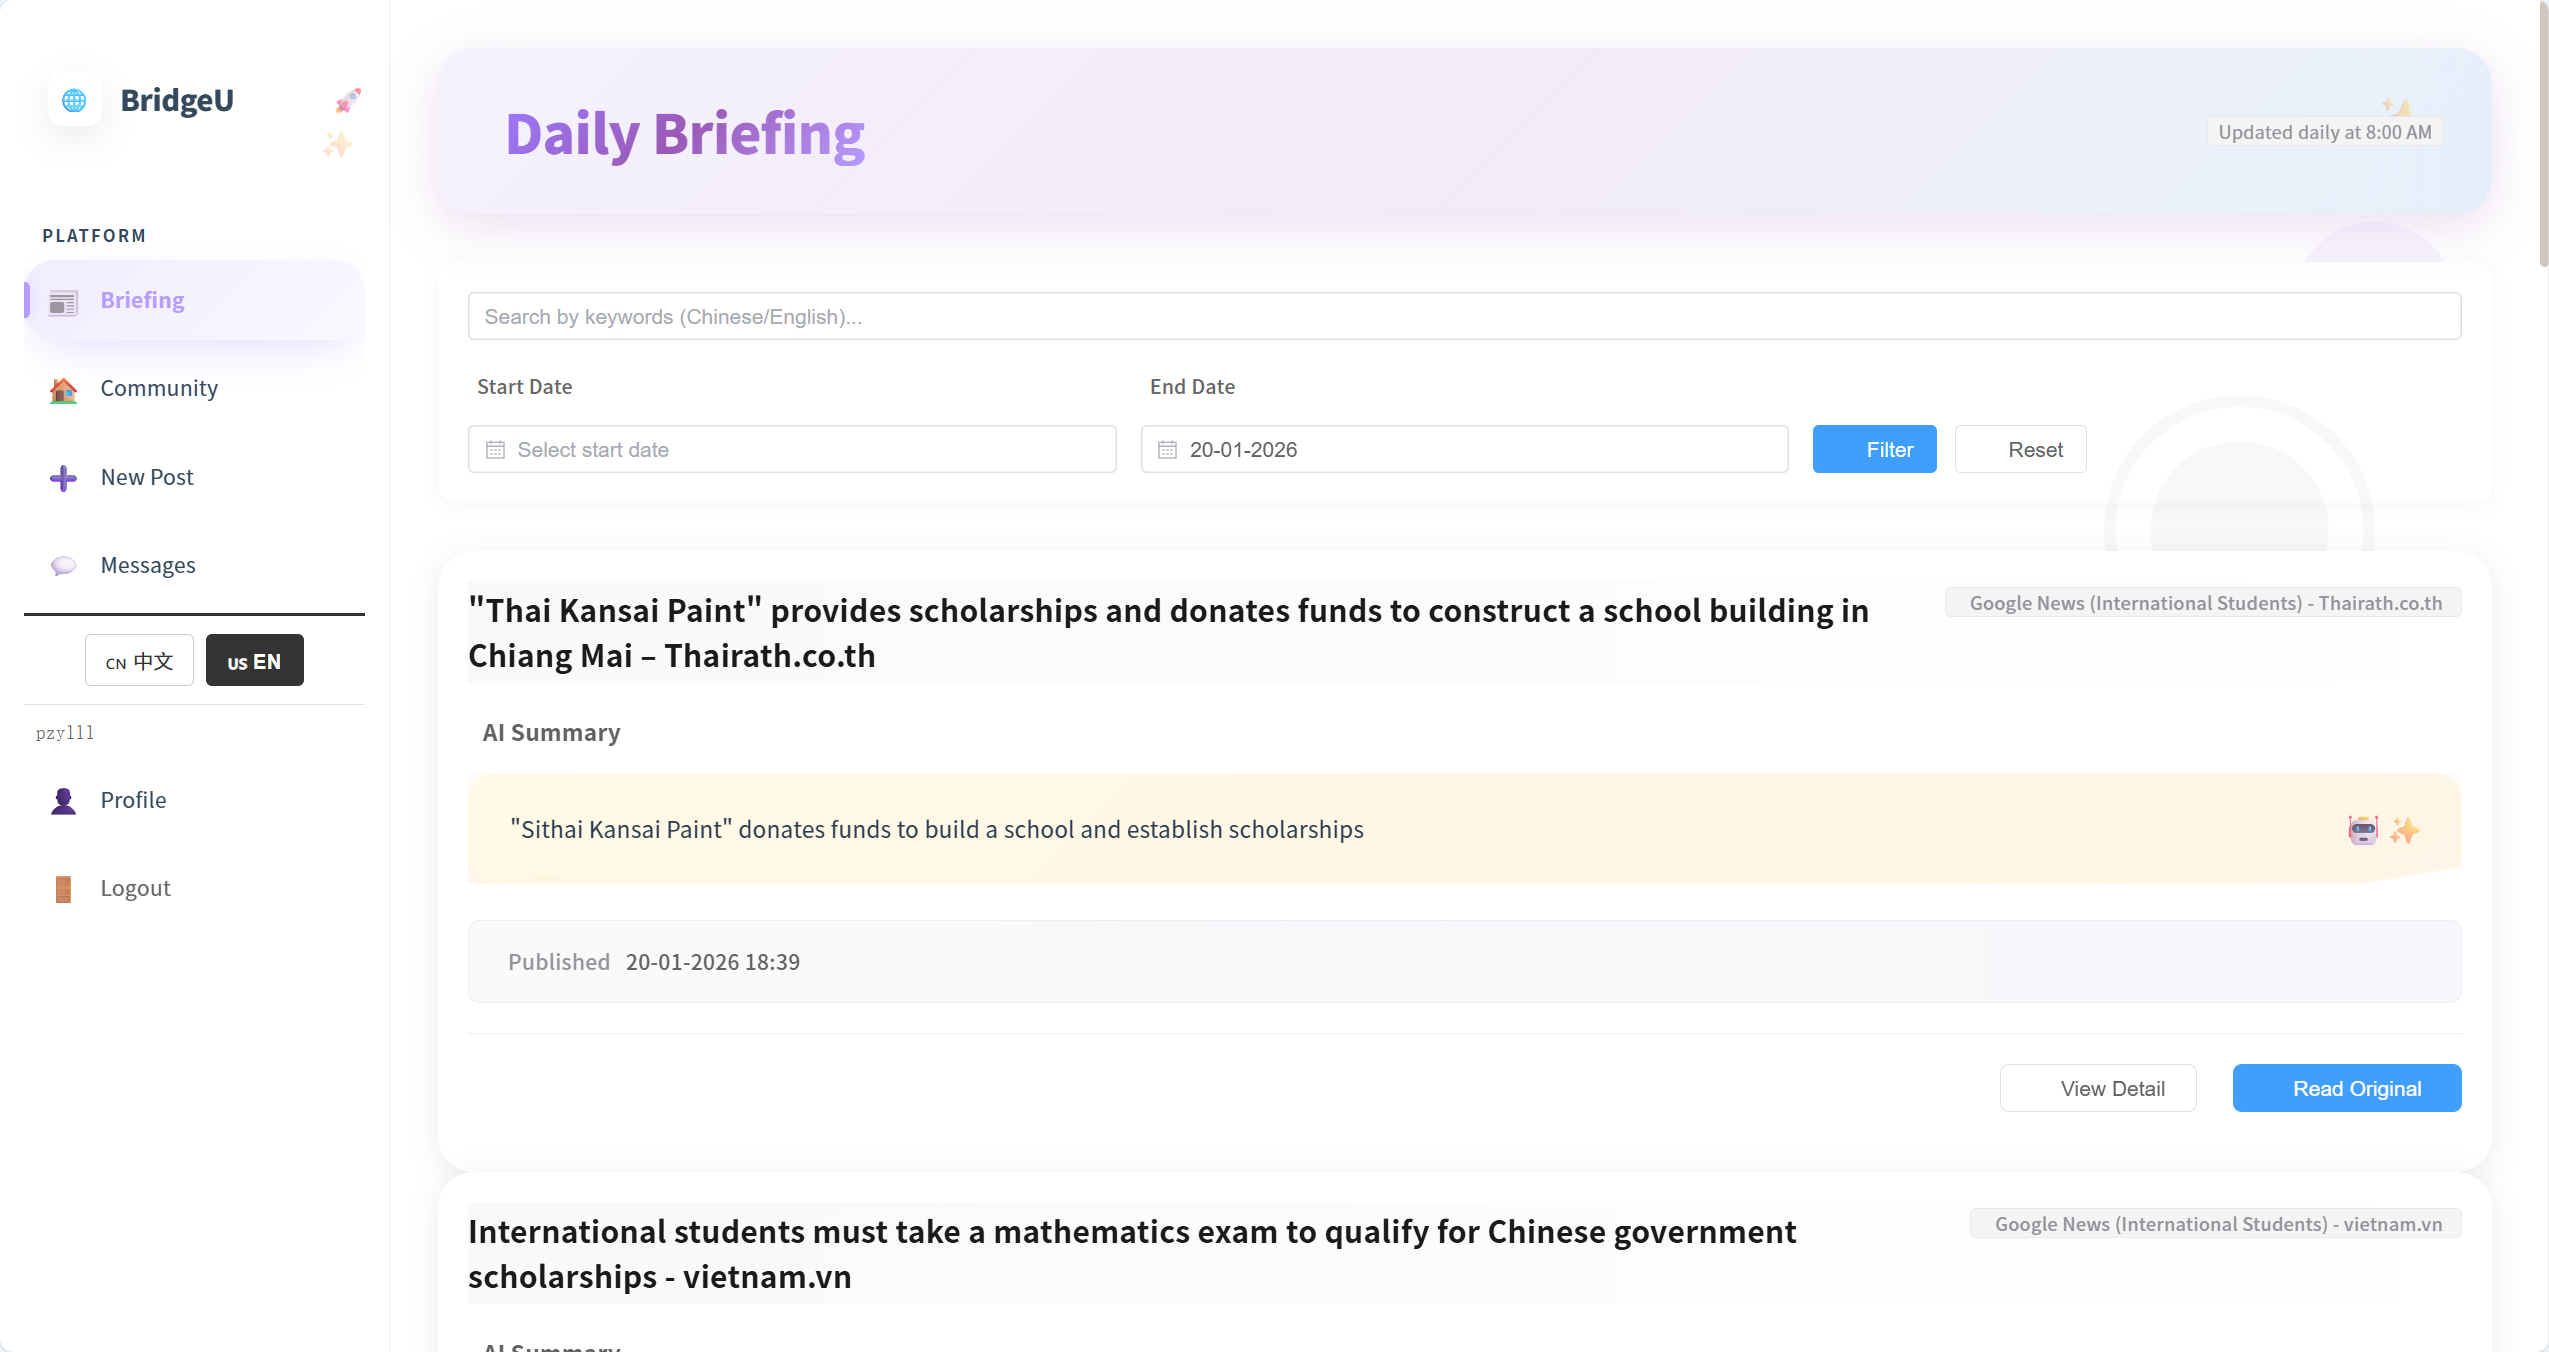 BridgeU
PLATFORM
Briefing
Community
New Post
Messages
CN 中文
US EN
pzylll
Profile
Logout
Daily Briefing
Updated daily at 8:00 AM
Search by keywords (Chinese/English)...
Start Date
End Date
Select start date
20-01-2026
Filter
Reset
"Thai Kansai Paint" provides scholarships and donates funds to construct a school building in
Chiang Mai – Thairath.co.th
Google News (International Students) - Thairath.co.th
AI Summary
"Sithai Kansai Paint" donates funds to build a school and establish scholarships
Published 20-01-2026 18:39
View Detail
Read Original
International students must take a mathematics exam to qualify for Chinese government
scholarships - vietnam.vn
Google News (International Students) - vietnam.vn
AI Summary